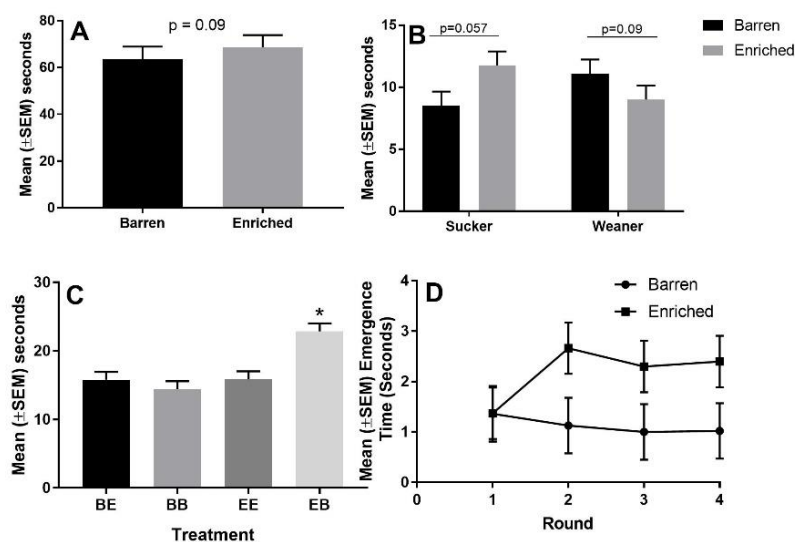 A
p = 0.09
80
60
40
20
0
Mean (±SEM) seconds
Barren
Enriched
B
p=0.057
p=0.09
15
10
5
0
Mean (±SEM) seconds
Sucker
Weaner
Barren
Enriched
C
*
30
20
10
0
Mean (±SEM) seconds
BE
BB
EE
EB
Treatment
D
Barren
Enriched
4
3
2
1
0
Mean (±SEM) Emergence
Time (Seconds)
0
1
2
3
4
Round